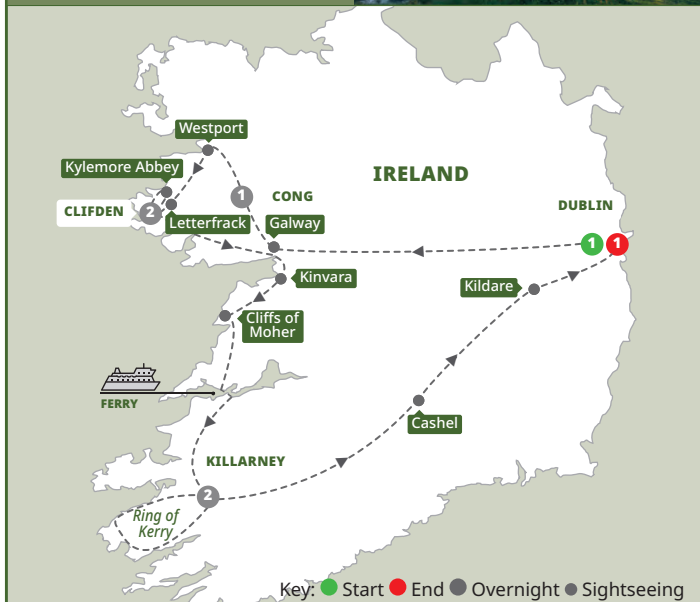 Westport
IRELAND
Kylemore Abbey
1
CONG
DUBLIN
CLIFDEN
2
Letterfrack
Galway
1
1
Kinvara
Kildare
Cliffs of
Moher
FERRY
Cashel
KILLARNEY
2
Ring of
Kerry
Key: Start End Overnight Sightseeing